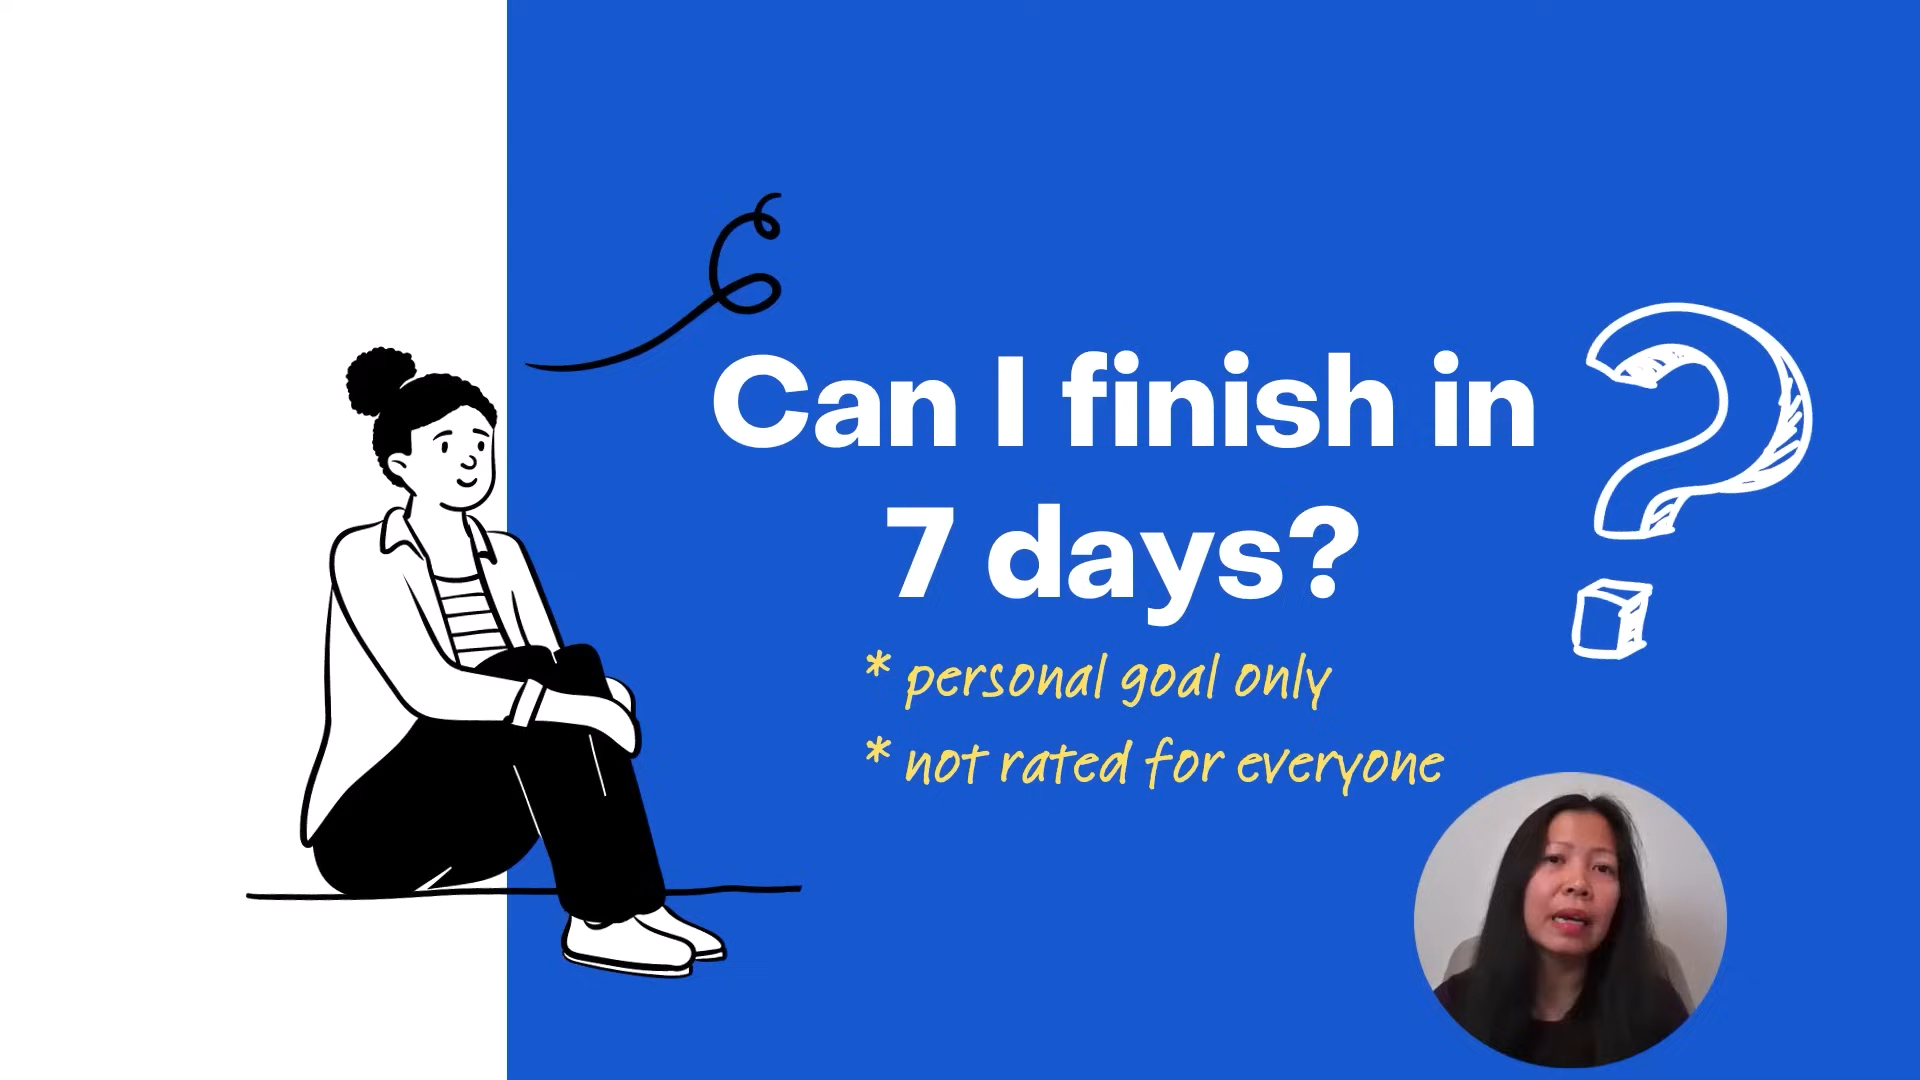 Can I finish in
7 days?
* personal goal only
* not rated for everyone
?